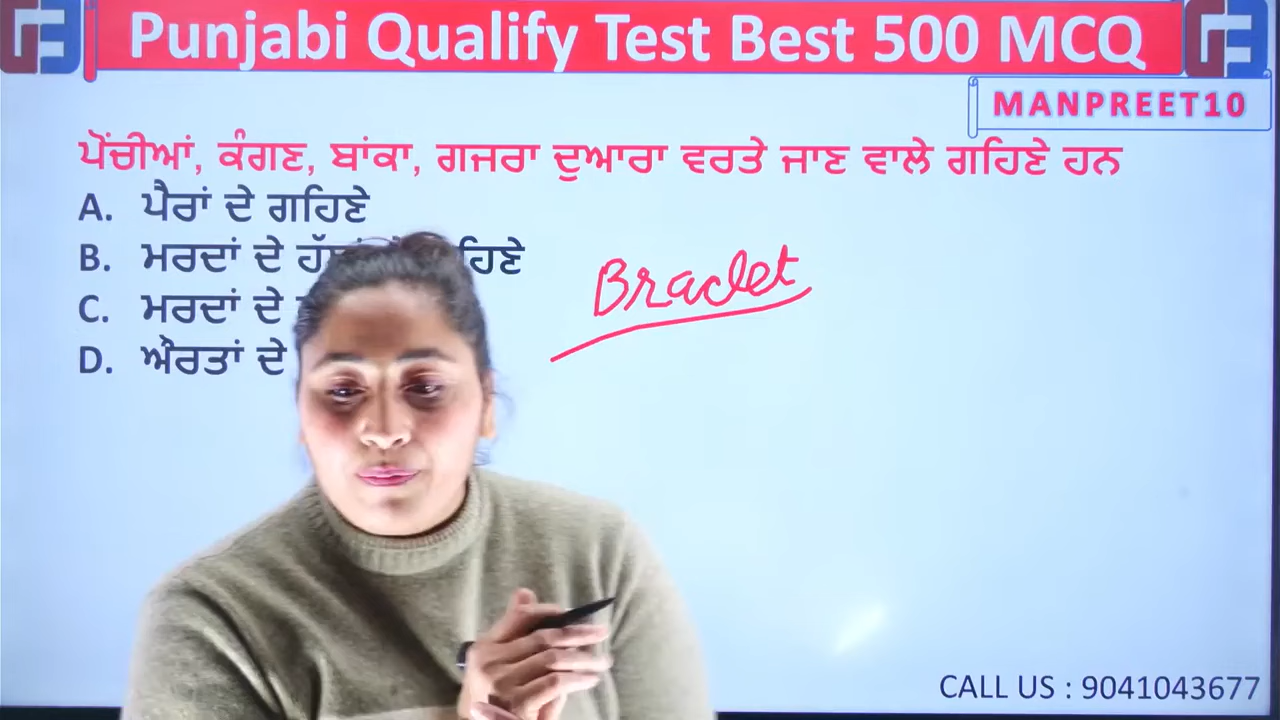 Punjabi Qualify Test Best 500 MCQ
MANPREET10
ਪੋਂਚੀਆਂ, ਕੰਗਣ, ਬਾਂਕਾ, ਗਜਰਾ ਦੁਆਰਾ ਵਰਤੇ ਜਾਣ ਵਾਲੇ ਗਹਿਣੇ ਹਨ
A. ਪੈਰਾਂ ਦੇ ਗਹਿਣੇ
B. ਮਰਦਾਂ ਦੇ
C. ਮਰਦਾਂ ਦੇ
D. ਔਰਤਾਂ ਦੇ
Braclet
CALL US : 9041043677